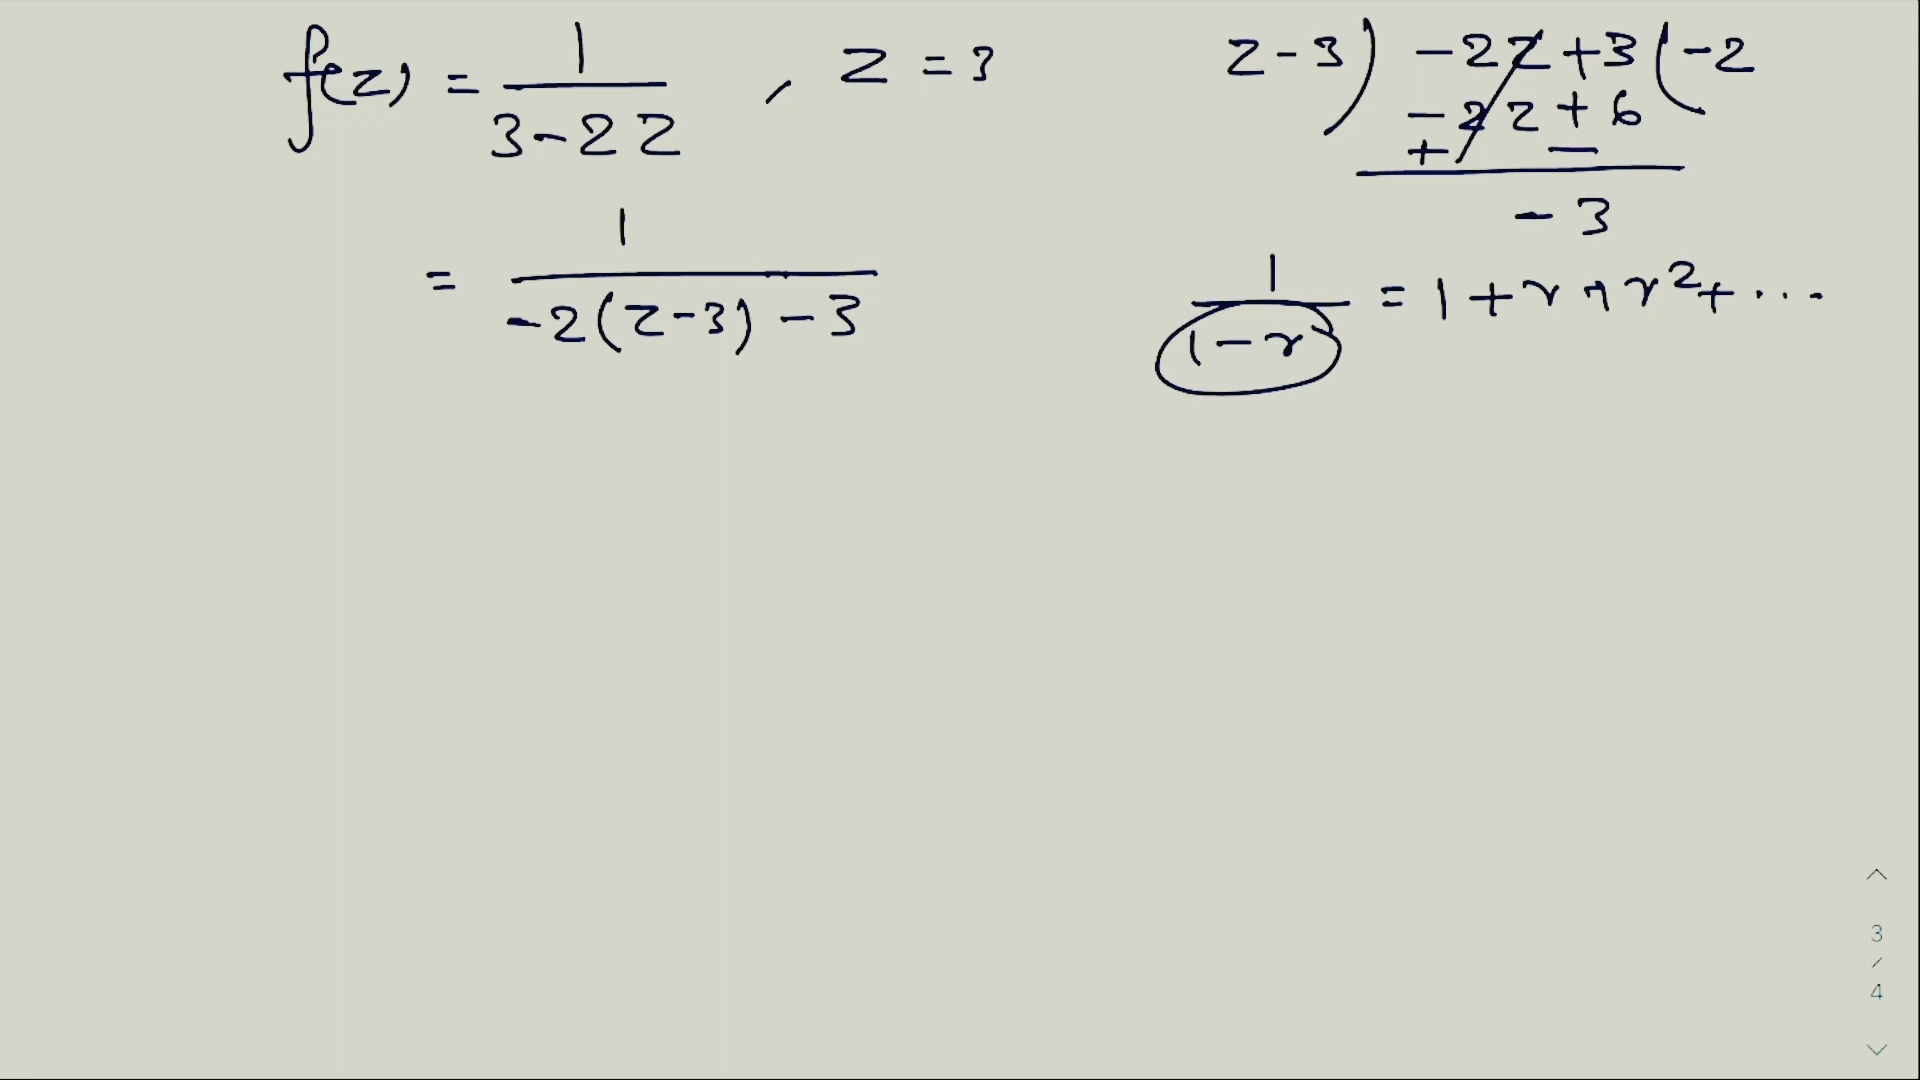 f(z) = 1/(3-2z) , z = 3
= 1/(-2(z-3) -3)
z-3) -2z+3 (-2
-2z+6
+ −
-3
1/(1-r) = 1+r+r²+...
3
/
4